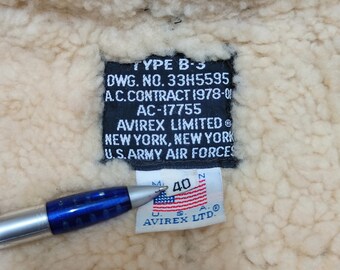 TYPE B-3
DWG. NO. 33H5595
A.C. CONTRACT 1978-01
AC-17755
AVIREX LIMITED®
NEW YORK, NEW YORK
U.S. ARMY AIR FORCES
40
U.S.A.
AVIREX LTD.